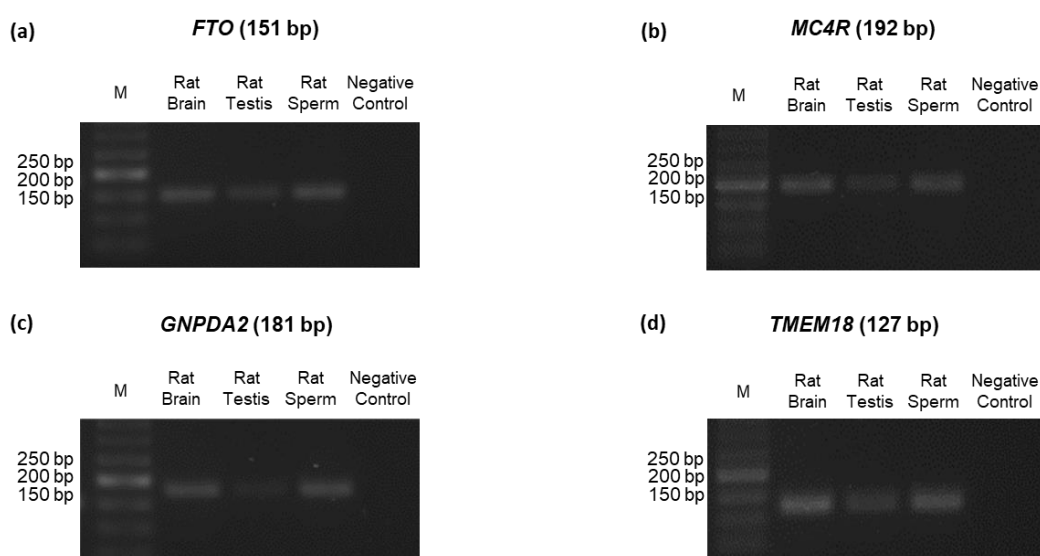 (a)
FTO (151 bp)
M
Rat Brain
Rat Testis
Rat Sperm
Negative Control
250 bp
200 bp
150 bp
(b)
MC4R (192 bp)
M
Rat Brain
Rat Testis
Rat Sperm
Negative Control
250 bp
200 bp
150 bp
(c)
GNPDA2 (181 bp)
M
Rat Brain
Rat Testis
Rat Sperm
Negative Control
250 bp
200 bp
150 bp
(d)
TMEM18 (127 bp)
M
Rat Brain
Rat Testis
Rat Sperm
Negative Control
250 bp
200 bp
150 bp